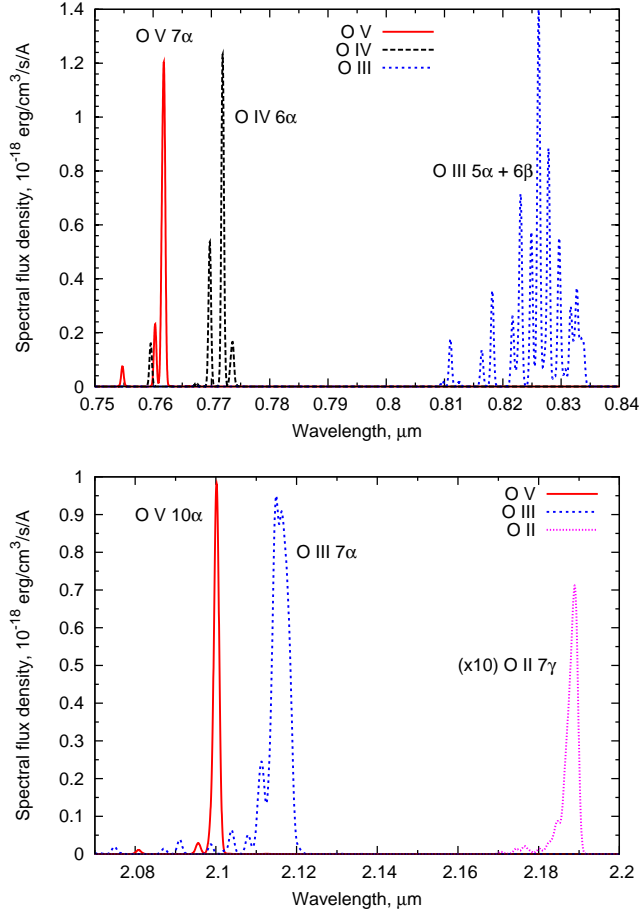 Spectral flux density, 10⁻¹⁸ erg/cm³/s/A
1.4
1.2
1
0.8
0.6
0.4
0.2
0
O V 7α
O IV 6α
O III 5α + 6β
O V
O IV
O III
0.75 0.76 0.77 0.78 0.79 0.8 0.81 0.82 0.83 0.84
Wavelength, μm
Spectral flux density, 10⁻¹⁸ erg/cm³/s/A
1
0.9
0.8
0.7
0.6
0.5
0.4
0.3
0.2
0.1
0
O V 10α
O III 7α
(x10) O II 7γ
O V
O III
O II
2.08 2.1 2.12 2.14 2.16 2.18 2.2
Wavelength, μm